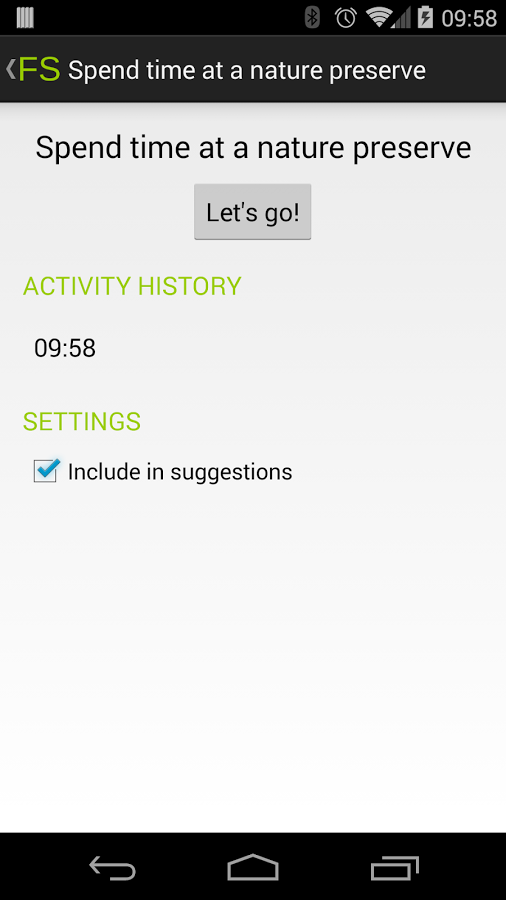 09:58
FS Spend time at a nature preserve
Spend time at a nature preserve
Let's go!
ACTIVITY HISTORY
09:58
SETTINGS
Include in suggestions